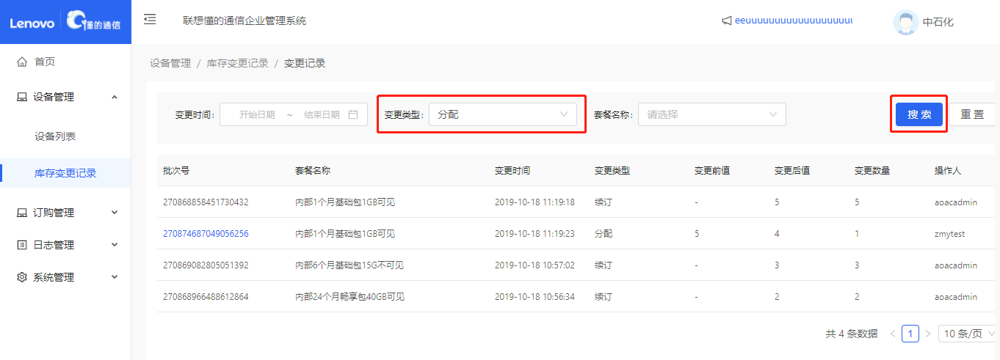 Lenovo 懂的通信
联想懂的通信企业管理系统
eeuuuuuuuuuuuuuuuuuu
中石化
首页
设备管理
设备列表
库存变更记录
订购管理
日志管理
系统管理
设备管理 / 库存变更记录 / 变更记录
变更时间: 开始日期 ~ 结束日期 变更类型: 分配 套餐名称: 请选择 搜 索 重 置
批次号 套餐名称 变更时间 变更类型 变更前值 变更后值 变更数量 操作人
270868858451730432 内部1个月基础包1GB可见 2019-10-18 11:19:18 续订 - 5 5 aoacadmin
270874687049056256 内部1个月基础包1GB可见 2019-10-18 11:19:23 分配 5 4 1 zmytest
270869082805051392 内部6个月基础包15G不可见 2019-10-18 10:57:02 续订 - 3 3 aoacadmin
270868966488612864 内部24个月畅享包40GB可见 2019-10-18 10:56:34 续订 - 2 2 aoacadmin
共 4 条数据 < 1 > 10 条/页